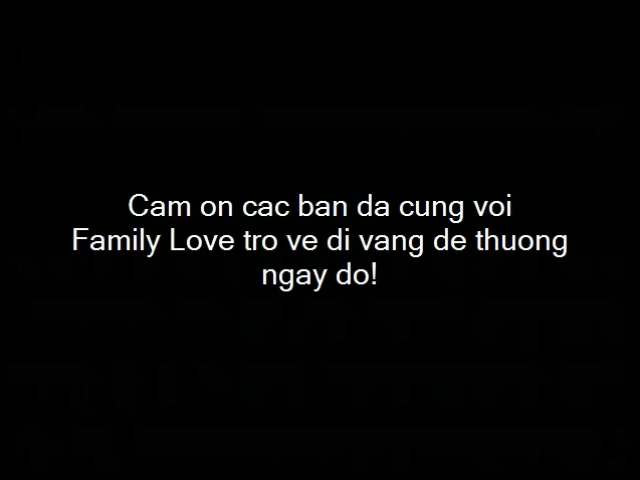 Cam on cac ban da cung voi
Family Love tro ve di vang de thuong
ngay do!